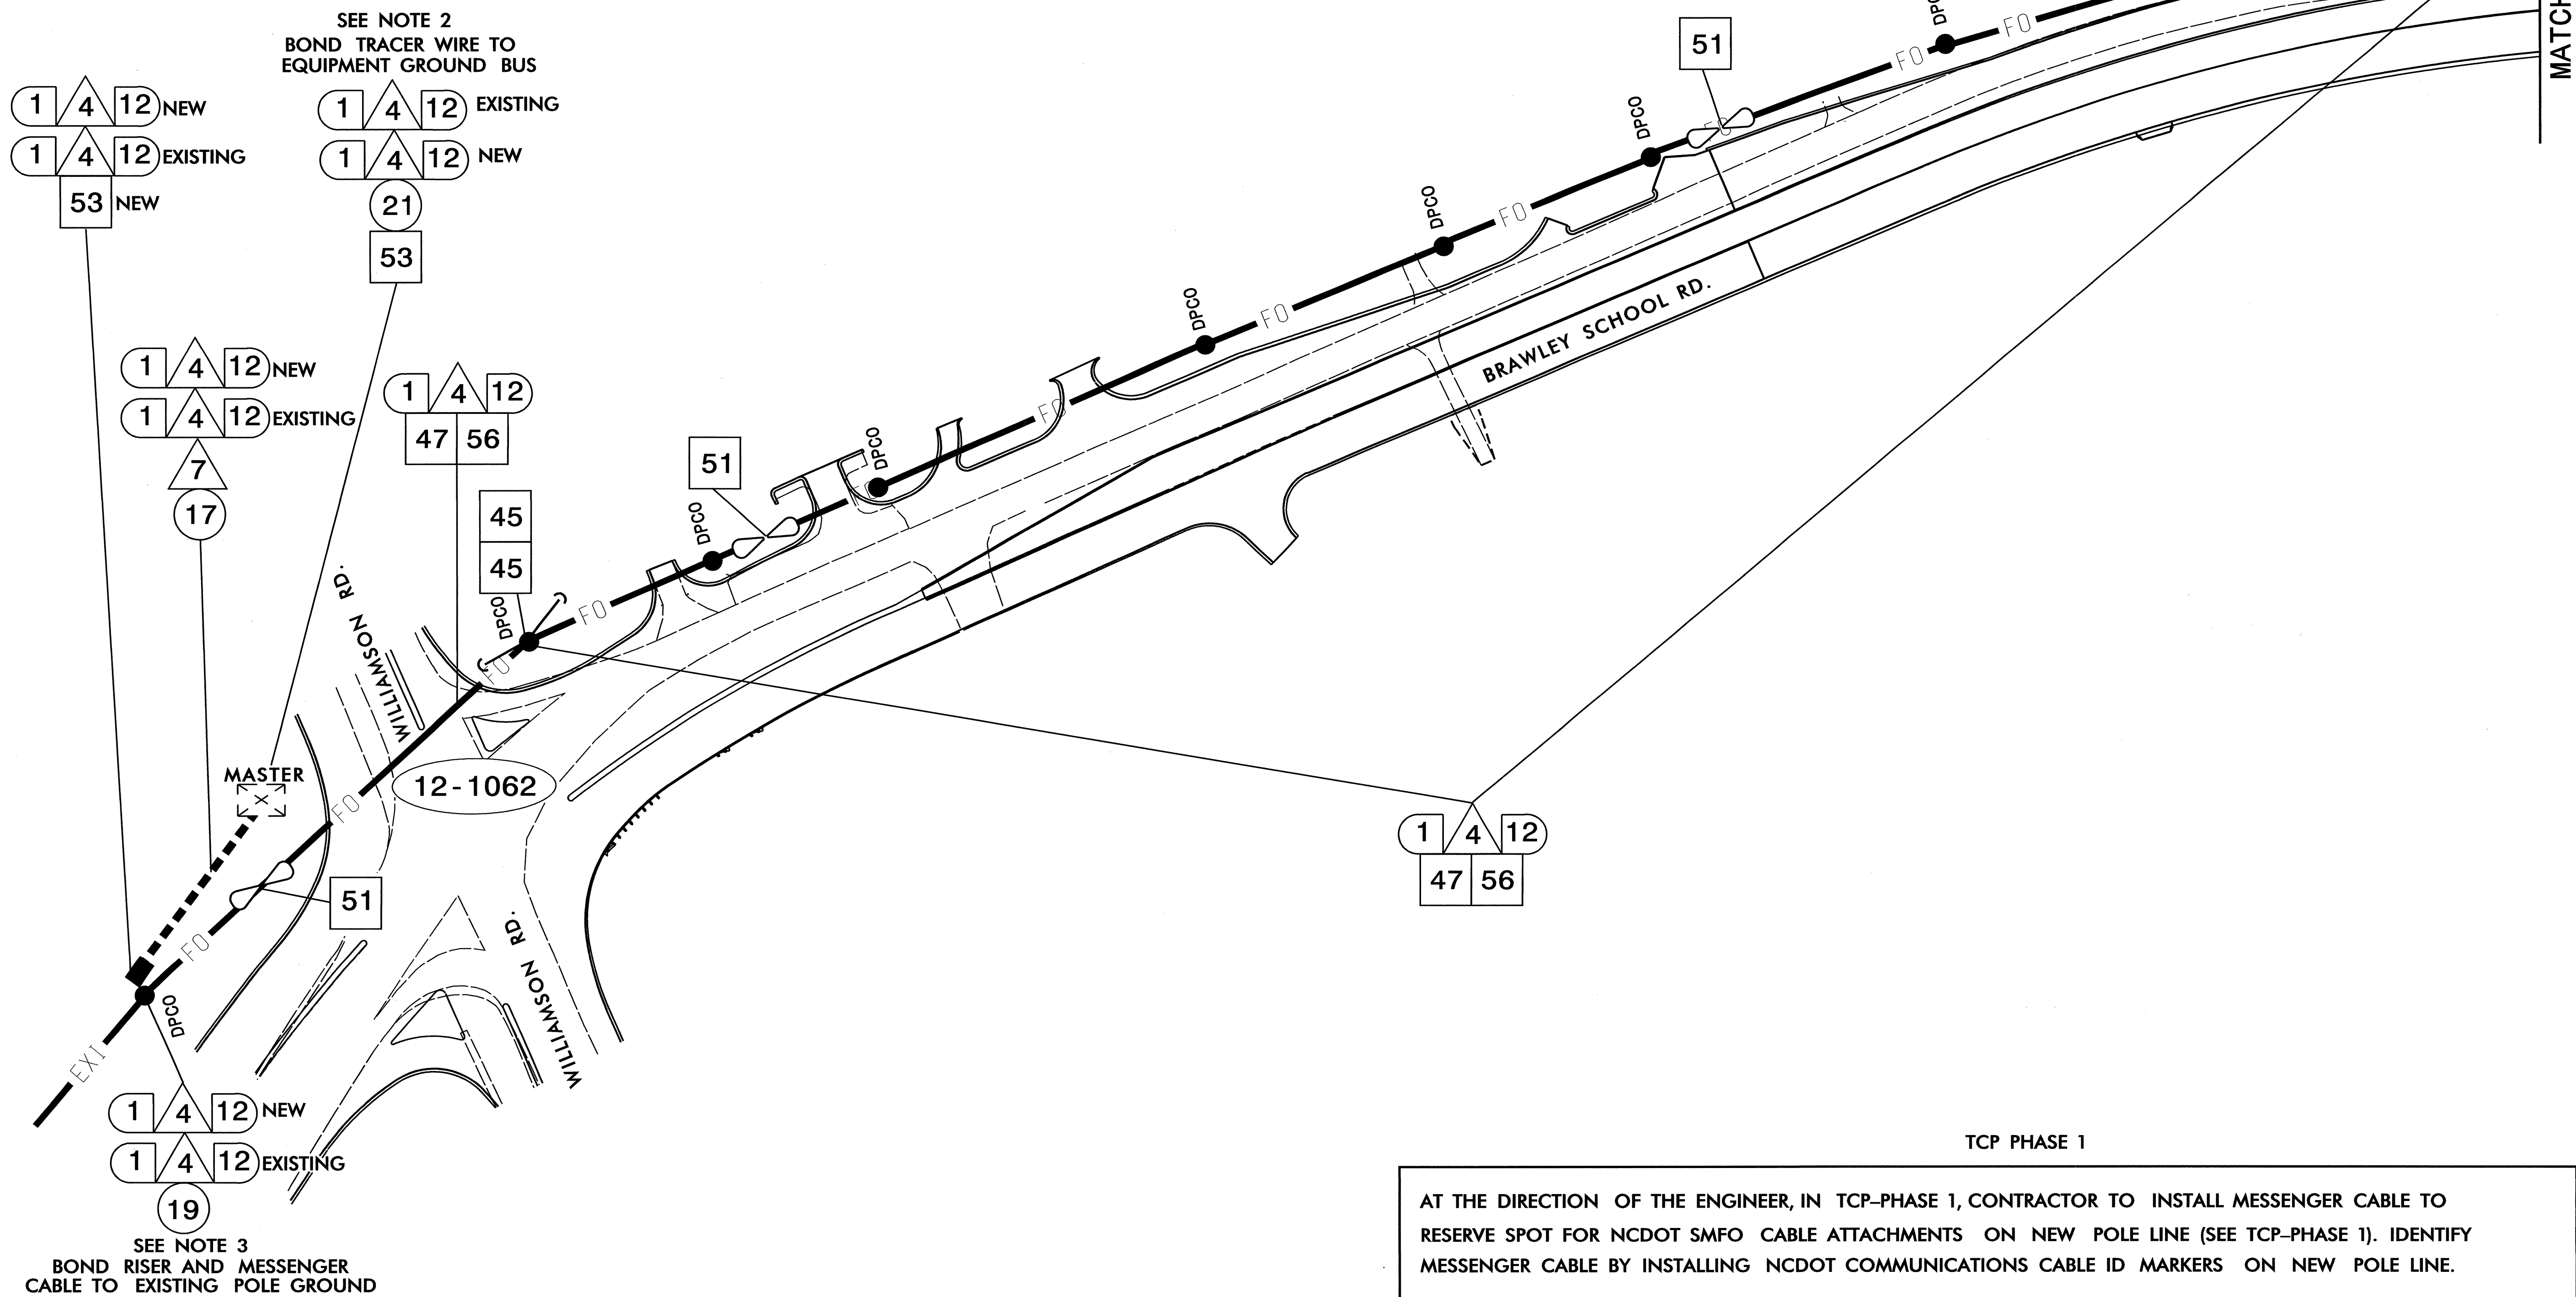 SEE NOTE 2
BOND TRACER WIRE TO
EQUIPMENT GROUND BUS
1 4 12 EXISTING
1 4 12 NEW
21
53
1 4 12 NEW
1 4 12 EXISTING
53 NEW
1 4 12 NEW
1 4 12 EXISTING
7
17
1 4 12
47 56
45
45
51
51
51
DPCO
DPCO
DPCO
DPCO
DPCO
DPCO
DPCO
DPCO
FO
FO
FO
FO
FO
FO
FO
FO
FO
FO
EXI
BRAWLEY SCHOOL RD.
WILLIAMSON RD.
WILLIAMSON RD.
MASTER
X
12-1062
1 4 12
47 56
1 4 12 NEW
1 4 12 EXISTING
19
SEE NOTE 3
BOND RISER AND MESSENGER
CABLE TO EXISTING POLE GROUND
MATCH
TCP PHASE 1
AT THE DIRECTION OF THE ENGINEER, IN TCP–PHASE 1, CONTRACTOR TO INSTALL MESSENGER CABLE TO
RESERVE SPOT FOR NCDOT SMFO CABLE ATTACHMENTS ON NEW POLE LINE (SEE TCP–PHASE 1). IDENTIFY
MESSENGER CABLE BY INSTALLING NCDOT COMMUNICATIONS CABLE ID MARKERS ON NEW POLE LINE.